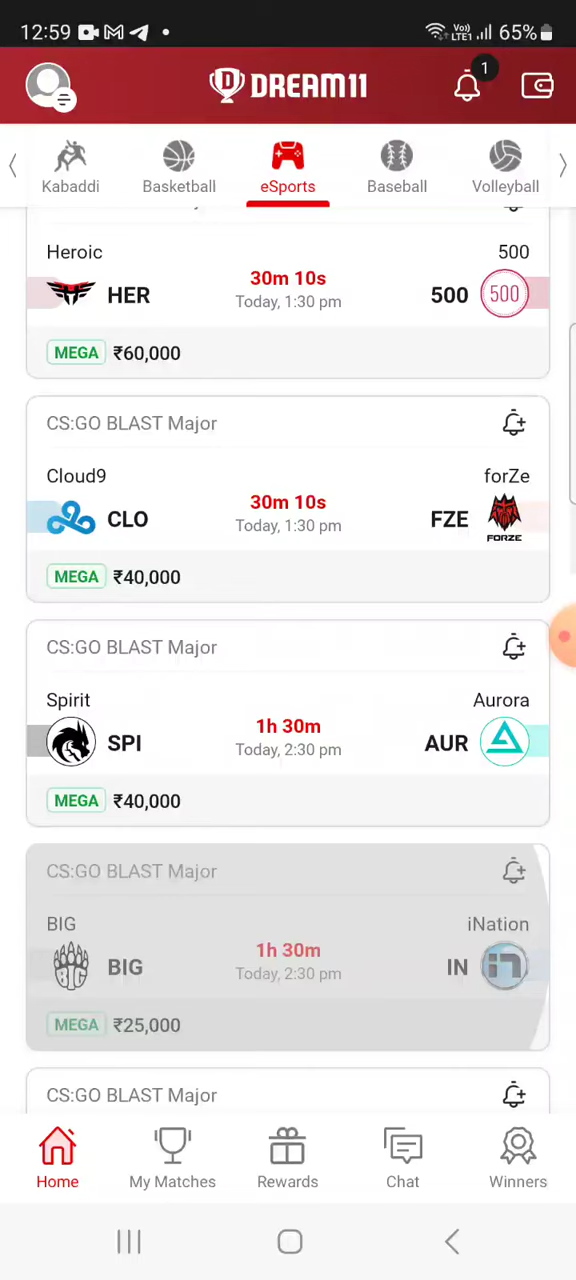 12:59 Vo)) LTE1 65%
1
DREAM11
Kabaddi Basketball eSports Baseball Volleyball
Heroic 500
HER 30m 10s 500 500
Today, 1:30 pm
MEGA ₹60,000
CS:GO BLAST Major
Cloud9 forZe
CLO 30m 10s FZE
Today, 1:30 pm
FORZE
MEGA ₹40,000
CS:GO BLAST Major
Spirit Aurora
SPI 1h 30m AUR
Today, 2:30 pm
MEGA ₹40,000
CS:GO BLAST Major
BIG iNation
BIG 1h 30m IN in
Today, 2:30 pm
MEGA ₹25,000
CS:GO BLAST Major
Home My Matches Rewards Chat Winners